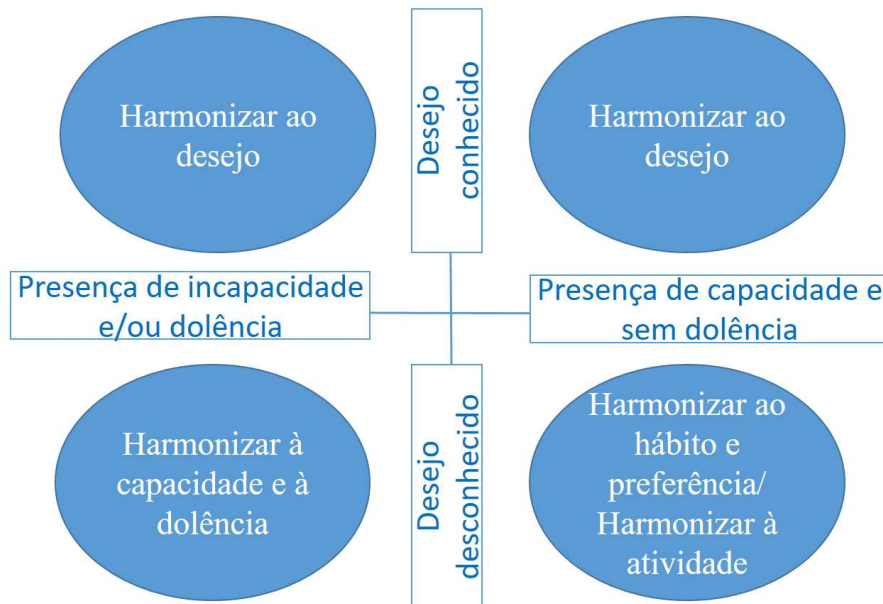 Harmonizar ao
desejo
Desejo
conhecido
Harmonizar ao
desejo
Presença de incapacidade
e/ou dolência
Presença de capacidade e
sem dolência
Harmonizar à
capacidade e à
dolência
Desejo
desconhecido
Harmonizar ao
hábito e
preferência/
Harmonizar à
atividade